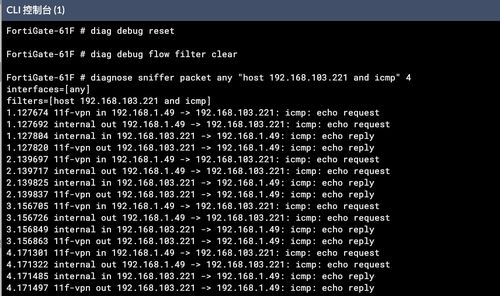 CLI 控制台 (1)
FortiGate-61F # diag debug reset
FortiGate-61F # diag debug flow filter clear
FortiGate-61F # diagnose sniffer packet any "host 192.168.103.221 and icmp" 4
interfaces=[any]
filters=[host 192.168.103.221 and icmp]
1.127674 11f-vpn in 192.168.1.49 -> 192.168.103.221: icmp: echo request
1.127692 internal out 192.168.1.49 -> 192.168.103.221: icmp: echo request
1.127804 internal in 192.168.103.221 -> 192.168.1.49: icmp: echo reply
1.127820 11f-vpn out 192.168.103.221 -> 192.168.1.49: icmp: echo reply
2.139697 11f-vpn in 192.168.1.49 -> 192.168.103.221: icmp: echo request
2.139717 internal out 192.168.1.49 -> 192.168.103.221: icmp: echo request
2.139825 internal in 192.168.103.221 -> 192.168.1.49: icmp: echo reply
2.139837 11f-vpn out 192.168.103.221 -> 192.168.1.49: icmp: echo reply
3.156705 11f-vpn in 192.168.1.49 -> 192.168.103.221: icmp: echo request
3.156726 internal out 192.168.1.49 -> 192.168.103.221: icmp: echo request
3.156849 internal in 192.168.103.221 -> 192.168.1.49: icmp: echo reply
3.156863 11f-vpn out 192.168.103.221 -> 192.168.1.49: icmp: echo reply
4.171301 11f-vpn in 192.168.1.49 -> 192.168.103.221: icmp: echo request
4.171322 internal out 192.168.1.49 -> 192.168.103.221: icmp: echo request
4.171485 internal in 192.168.103.221 -> 192.168.1.49: icmp: echo reply
4.171497 11f-vpn out 192.168.103.221 -> 192.168.1.49: icmp: echo reply